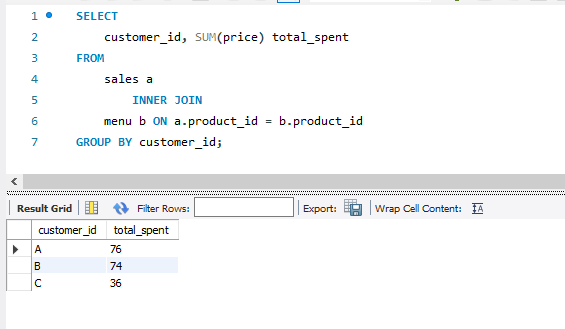 1 SELECT
2 customer_id, SUM(price) total_spent
3 FROM
4 sales a
5 INNER JOIN
6 menu b ON a.product_id = b.product_id
7 GROUP BY customer_id;
Result Grid Filter Rows: Export: Wrap Cell Content:
customer_id total_spent
A 76
B 74
C 36